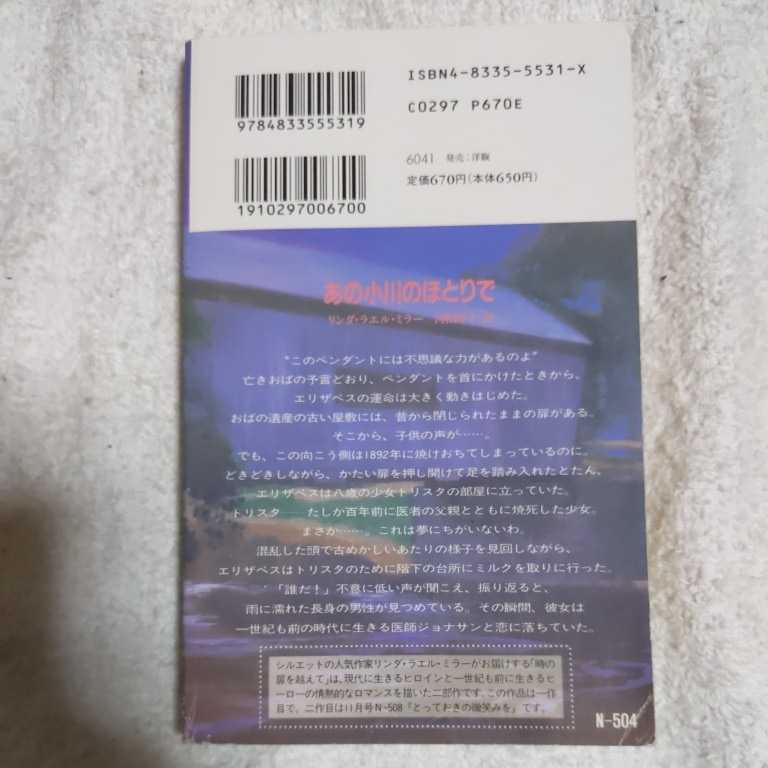 ISBN4-8335-5531-X
C0297 P670E
9784833555319
6041 発売:洋販
定価670円(本体650円)
1910297006700
あの小川のほとりで
リンダ・ラエル・ミラー
“このペンダントには不思議な力があるのよ”
亡きおばの予言どおり、ペンダントを首にかけたときから、
エリザベスの運命は大きく動きはじめた。
おばの遺産の古い屋敷には、昔から閉じられたままの扉がある。
そこから、子供の声が……。
でも、この向こう側は1892年に焼けおちてしまっているのに。
どきどきしながら、かたい扉を押し開けて足を踏み入れたとたん、
エリザベスは八歳の少女トリスタの部屋に立っていた。
トリスタ たしか百年前に医者の父親とともに焼死した少女。
まさか……。これは夢にちがいないわ。
混乱した頭で古めかしいあたりの様子を見回しながら、
エリザベスはトリスタのために階下の台所にミルクを取りに行った。
「誰だ!」不意に低い声が聞こえ、振り返ると、
雨に濡れた長身の男性が見つめている。その瞬間、彼女は
一世紀も前の時代に生きる医師ジョナサンと恋に落ちていた。
シルエットの人気作家リンダ・ラエル・ミラーがお届けする「時の
扉を越えて」は、現代に生きるヒロインと一世紀も前に生きるヒ
ーローの情熱的なロマンスを描いた二部作です。この作品は一作
目で、二作目は11月号N-508『とっておきの微笑みを』です。
N-504